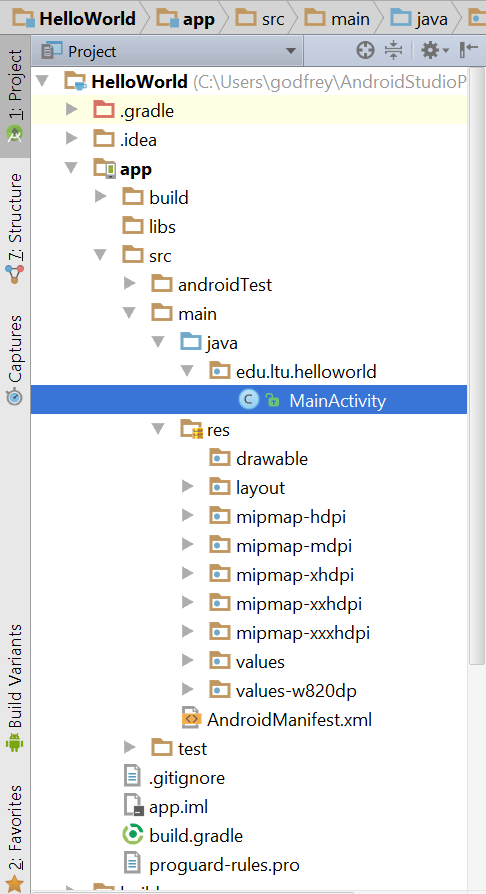 HelloWorld app src main java
Project
HelloWorld (C:\Users\godfrey\AndroidStudioP
.gradle
.idea
app
build
libs
src
androidTest
main
java
edu.ltu.helloworld
MainActivity
res
drawable
layout
mipmap-hdpi
mipmap-mdpi
mipmap-xhdpi
mipmap-xxhdpi
mipmap-xxxhdpi
values
values-w820dp
AndroidManifest.xml
test
.gitignore
app.iml
build.gradle
proguard-rules.pro
1: Project
7: Structure
Captures
Build Variants
2: Favorites